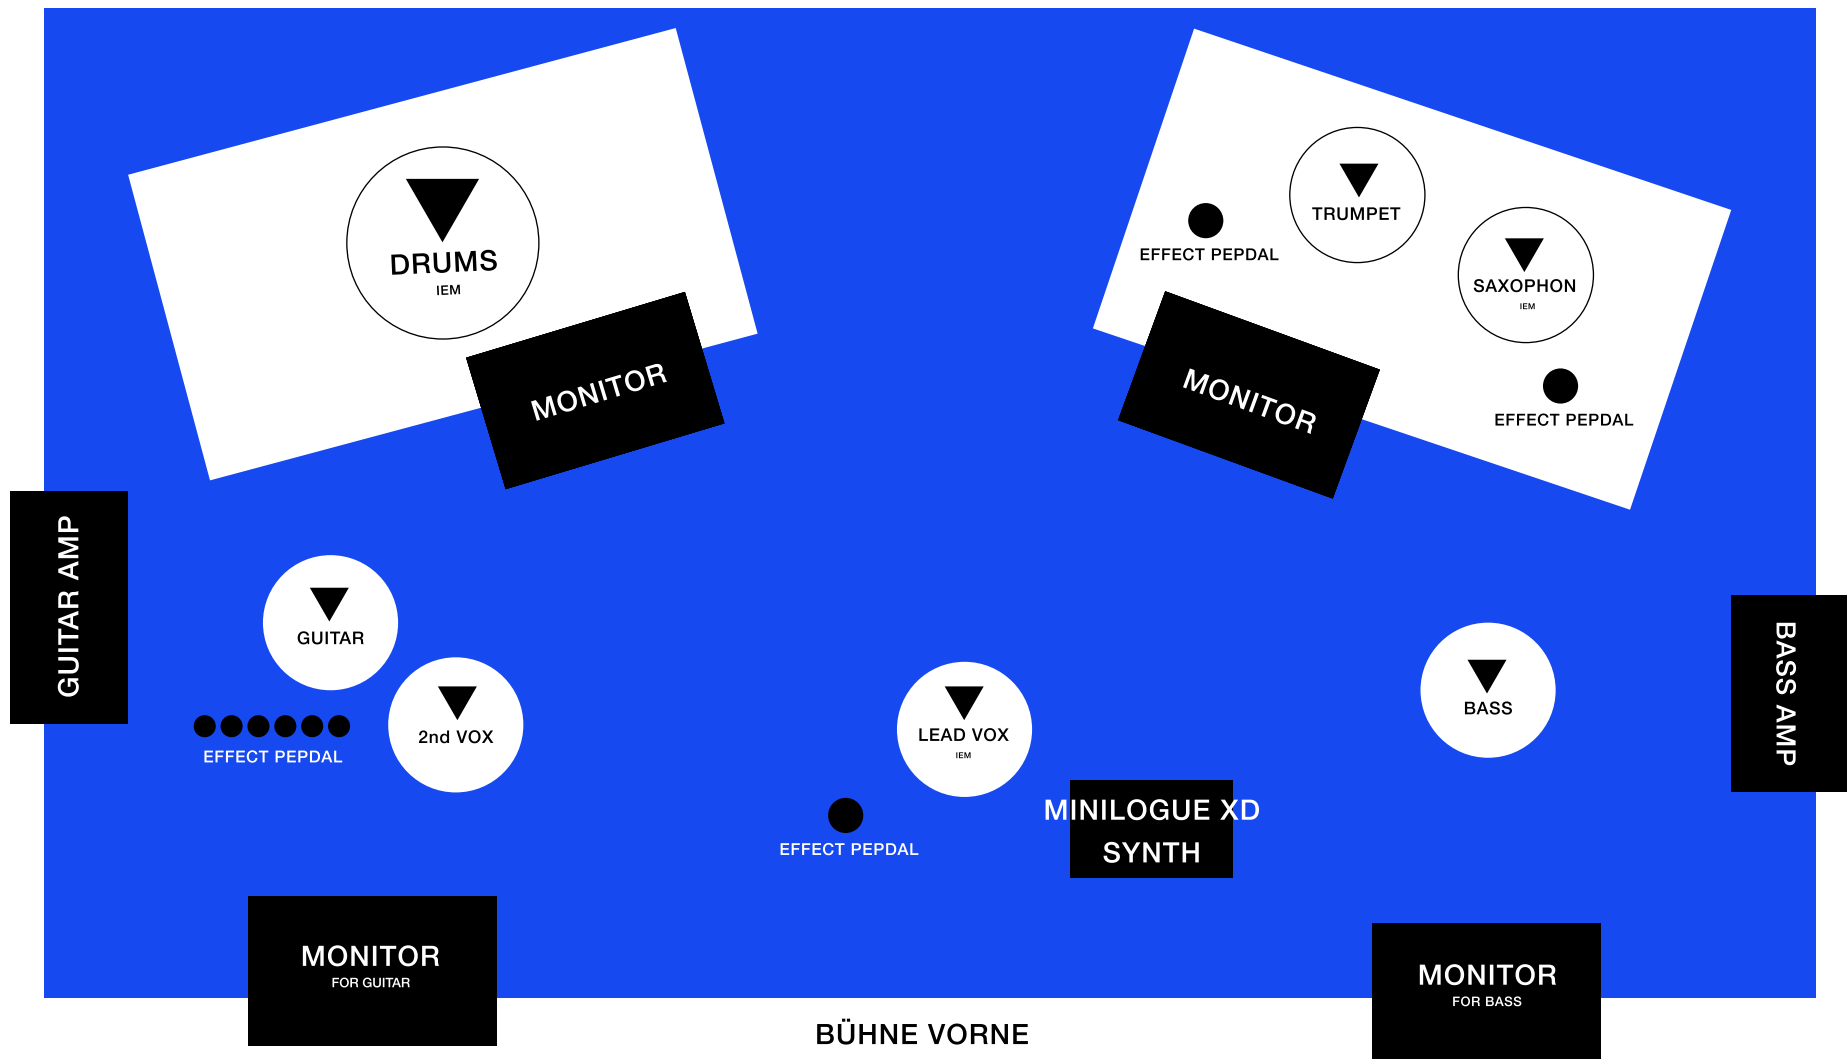 DRUMS
IEM
MONITOR
TRUMPET
EFFECT PEPDAL
SAXOPHON
IEM
MONITOR
EFFECT PEPDAL
GUITAR AMP
GUITAR
2nd VOX
EFFECT PEPDAL
LEAD VOX
IEM
EFFECT PEPDAL
MINILOGUE XD
SYNTH
BASS
BASS AMP
MONITOR
FOR GUITAR
MONITOR
FOR BASS
BÜHNE VORNE